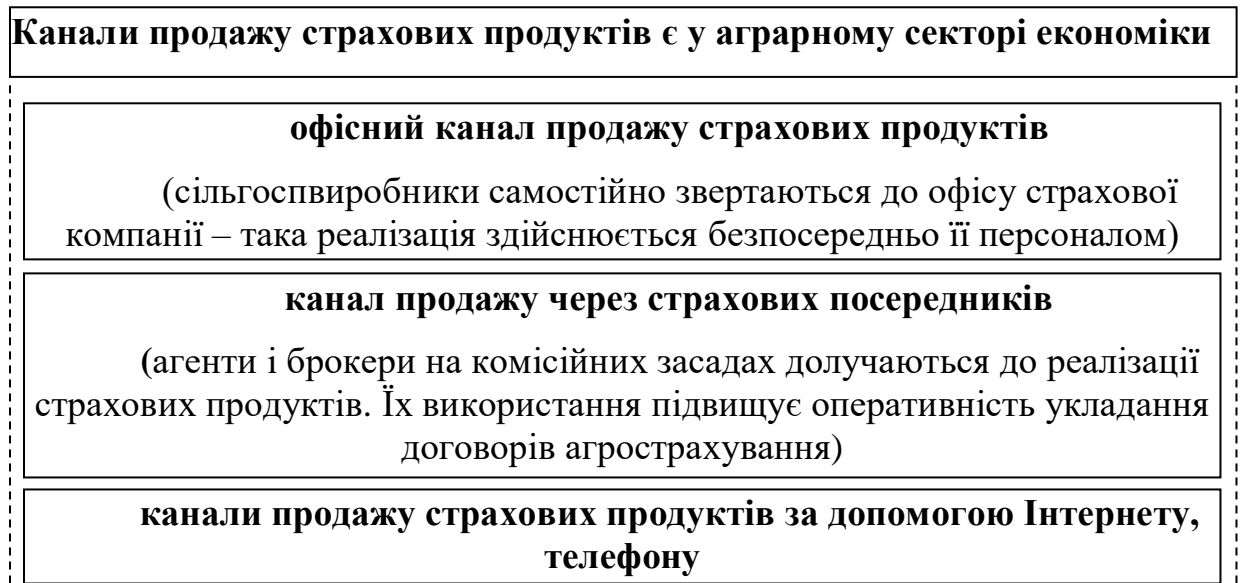 Канали продажу страхових продуктів є у аграрному секторі економіки
офісний канал продажу страхових продуктів
(сільгоспвиробники самостійно звертаються до офісу страхової
компанії – така реалізація здійснюється безпосередньо її персоналом)
канал продажу через страхових посередників
(агенти і брокери на комісійних засадах долучаються до реалізації
страхових продуктів. Їх використання підвищує оперативність укладання
договорів агрострахування)
канали продажу страхових продуктів за допомогою Інтернету,
телефону